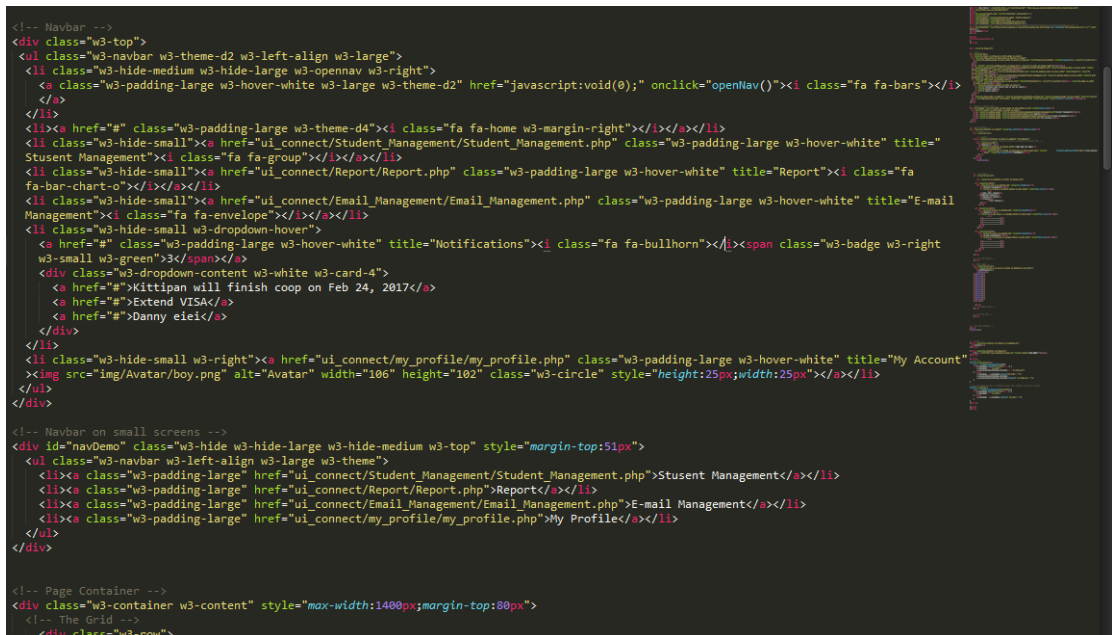 <!-- Navbar -->
<div class="w3-top">
<ul class="w3-navbar w3-theme-d2 w3-left-align w3-large">
<li class="w3-hide-medium w3-hide-large w3-opennav w3-right">
<a class="w3-padding-large w3-hover-white w3-large w3-theme-d2" href="javascript:void(0);" onclick="openNav()"><i class="fa fa-bars"></i>
</a>
</li>
<li><a href="#" class="w3-padding-large w3-theme-d4"><i class="fa fa-home w3-margin-right"></i></a></li>
<li class="w3-hide-small"><a href="ui_connect/Student_Management/Student_Management.php" class="w3-padding-large w3-hover-white" title="
Stusent Management"><i class="fa fa-group"></i></a></li>
<li class="w3-hide-small"><a href="ui_connect/Report/Report.php" class="w3-padding-large w3-hover-white" title="Report"><i class="fa
fa-bar-chart-o"></i></a></li>
<li class="w3-hide-small"><a href="ui_connect/Email_Management/Email_Management.php" class="w3-padding-large w3-hover-white" title="E-mail
Management"><i class="fa fa-envelope"></i></a></li>
<li class="w3-hide-small w3-dropdown-hover">
<a href="#" class="w3-padding-large w3-hover-white" title="Notifications"><i class="fa fa-bullhorn"></i><span class="w3-badge w3-right
w3-small w3-green">3</span></a>
<div class="w3-dropdown-content w3-white w3-card-4">
<a href="#">Kittipan will finish coop on Feb 24, 2017</a>
<a href="#">Extend VISA</a>
<a href="#">Danny eiei</a>
</div>
</li>
<li class="w3-hide-small w3-right"><a href="ui_connect/my_profile/my_profile.php" class="w3-padding-large w3-hover-white" title="My Account"
><img src="img/Avatar/boy.png" alt="Avatar" width="106" height="102" class="w3-circle" style="height:25px;width:25px"></a></li>
</ul>
</div>
<!-- Navbar on small screens -->
<div id="navDemo" class="w3-hide w3-hide-large w3-hide-medium w3-top" style="margin-top:51px">
<ul class="w3-navbar w3-left-align w3-large w3-theme">
<li><a class="w3-padding-large" href="ui_connect/Student_Management/Student_Management.php">Stusent Management</a></li>
<li><a class="w3-padding-large" href="ui_connect/Report/Report.php">Report</a></li>
<li><a class="w3-padding-large" href="ui_connect/Email_Management/Email_Management.php">E-mail Management</a></li>
<li><a class="w3-padding-large" href="ui_connect/my_profile/my_profile.php">My Profile</a></li>
</ul>
</div>
<!-- Page Container -->
<div class="w3-container w3-content" style="max-width:1400px;margin-top:80px">
<!-- The Grid -->
<div class="w3-row">